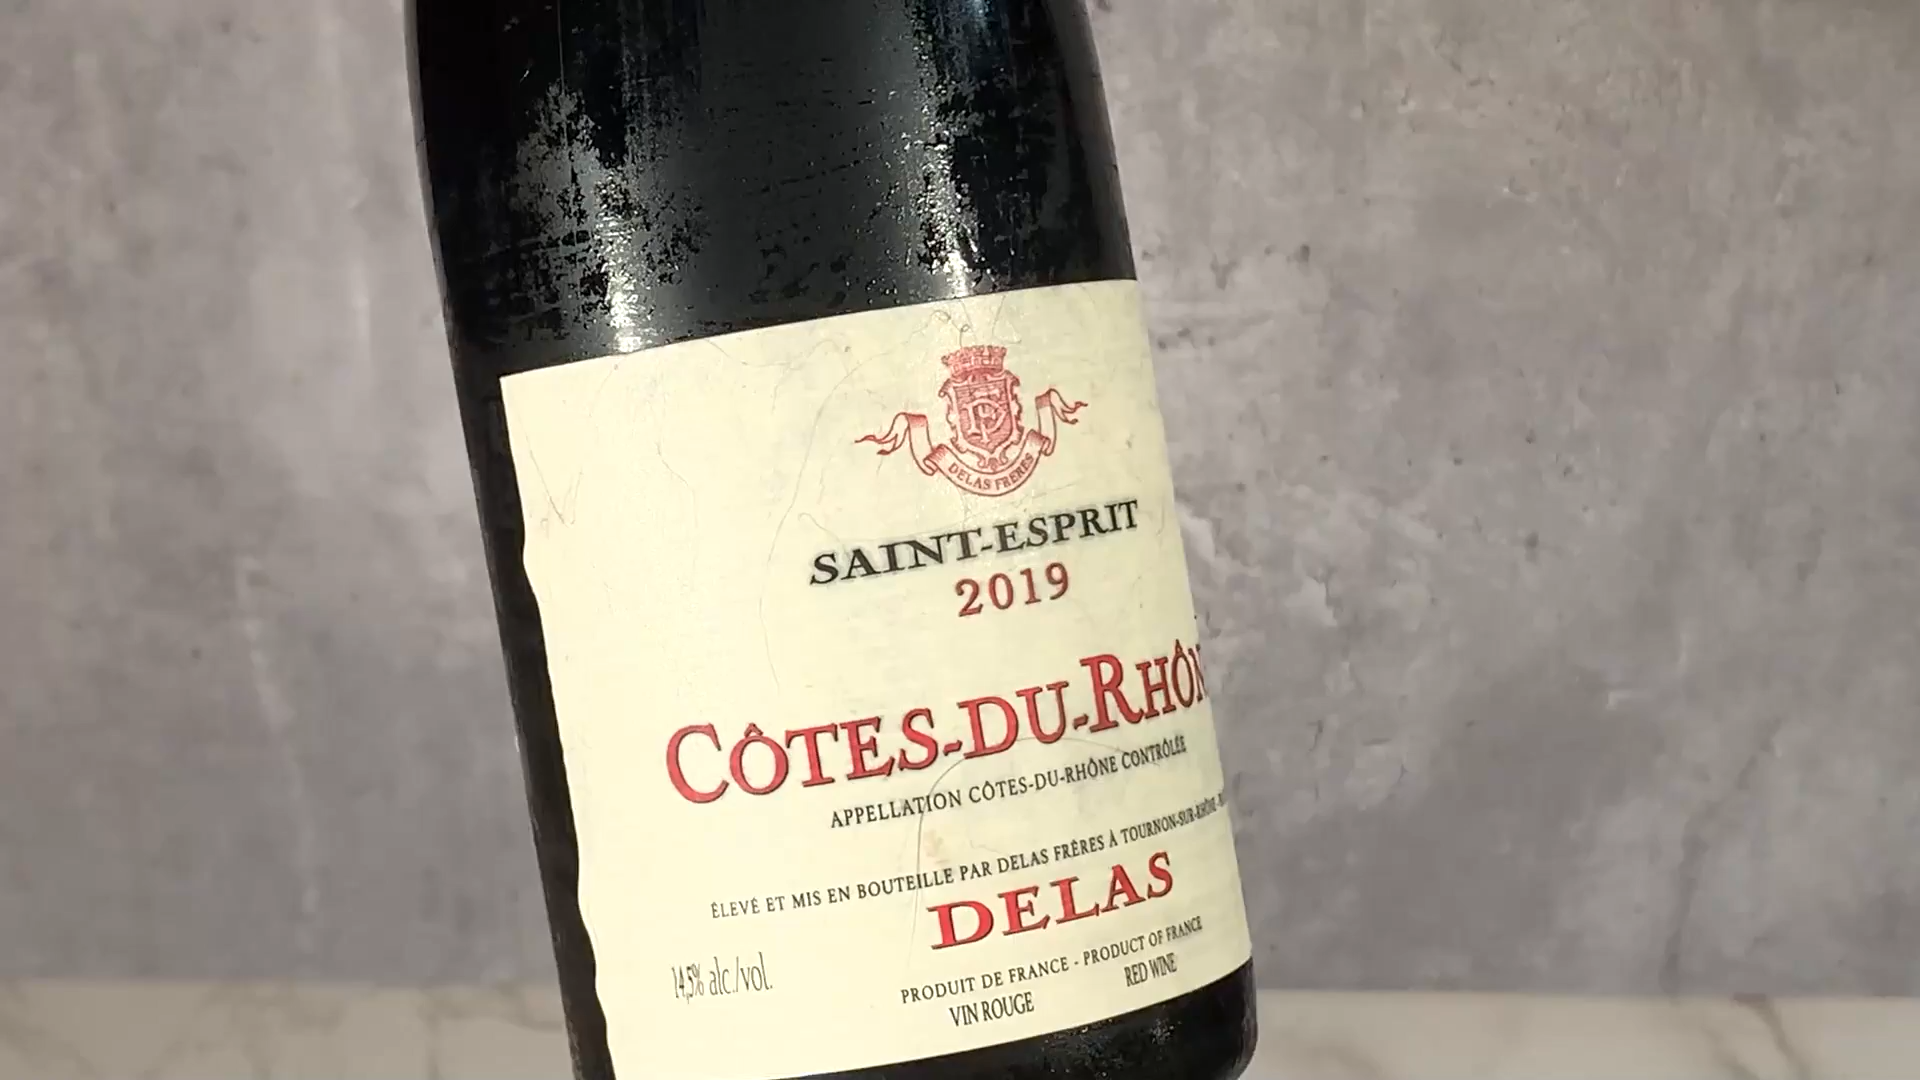 DELAS FRÈRES
SAINT-ESPRIT
2019
CÔTES-DU-RHÔN
APPELLATION CÔTES-DU-RHÔNE CONTRÔLÉE
ÉLEVÉ ET MIS EN BOUTEILLE PAR DELAS FRÈRES À TOURNON-SUR-RHÔNE -
DELAS
14,5% alc./vol.
PRODUIT DE FRANCE - PRODUCT OF FRANCE
VIN ROUGE RED WINE